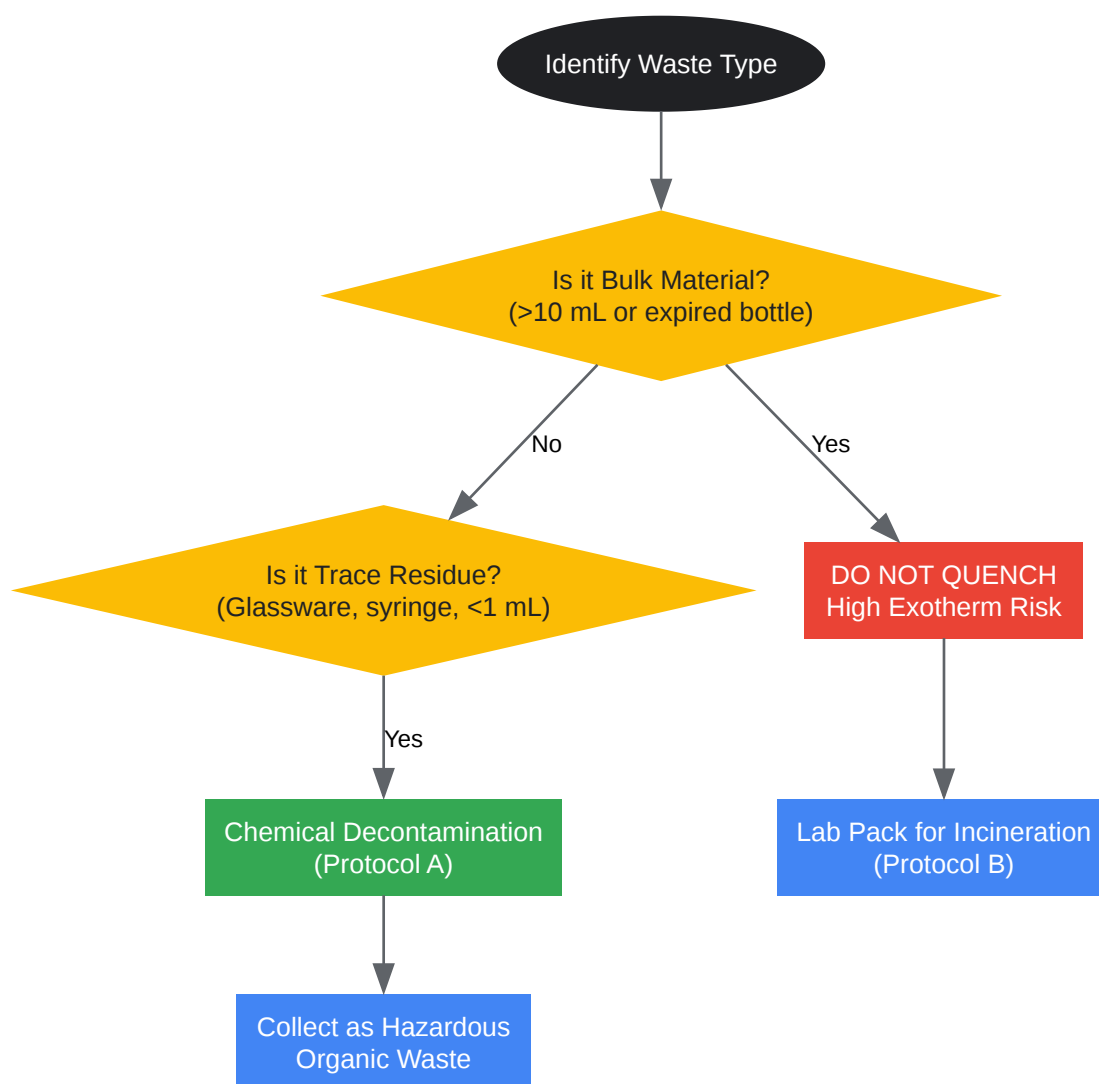 Identify Waste Type
Is it Bulk Material?
(>10 mL or expired bottle)
No
Yes
Is it Trace Residue?
(Glassware, syringe, <1 mL)
DO NOT QUENCH
High Exotherm Risk
Yes
Chemical Decontamination
(Protocol A)
Lab Pack for Incineration
(Protocol B)
Collect as Hazardous
Organic Waste